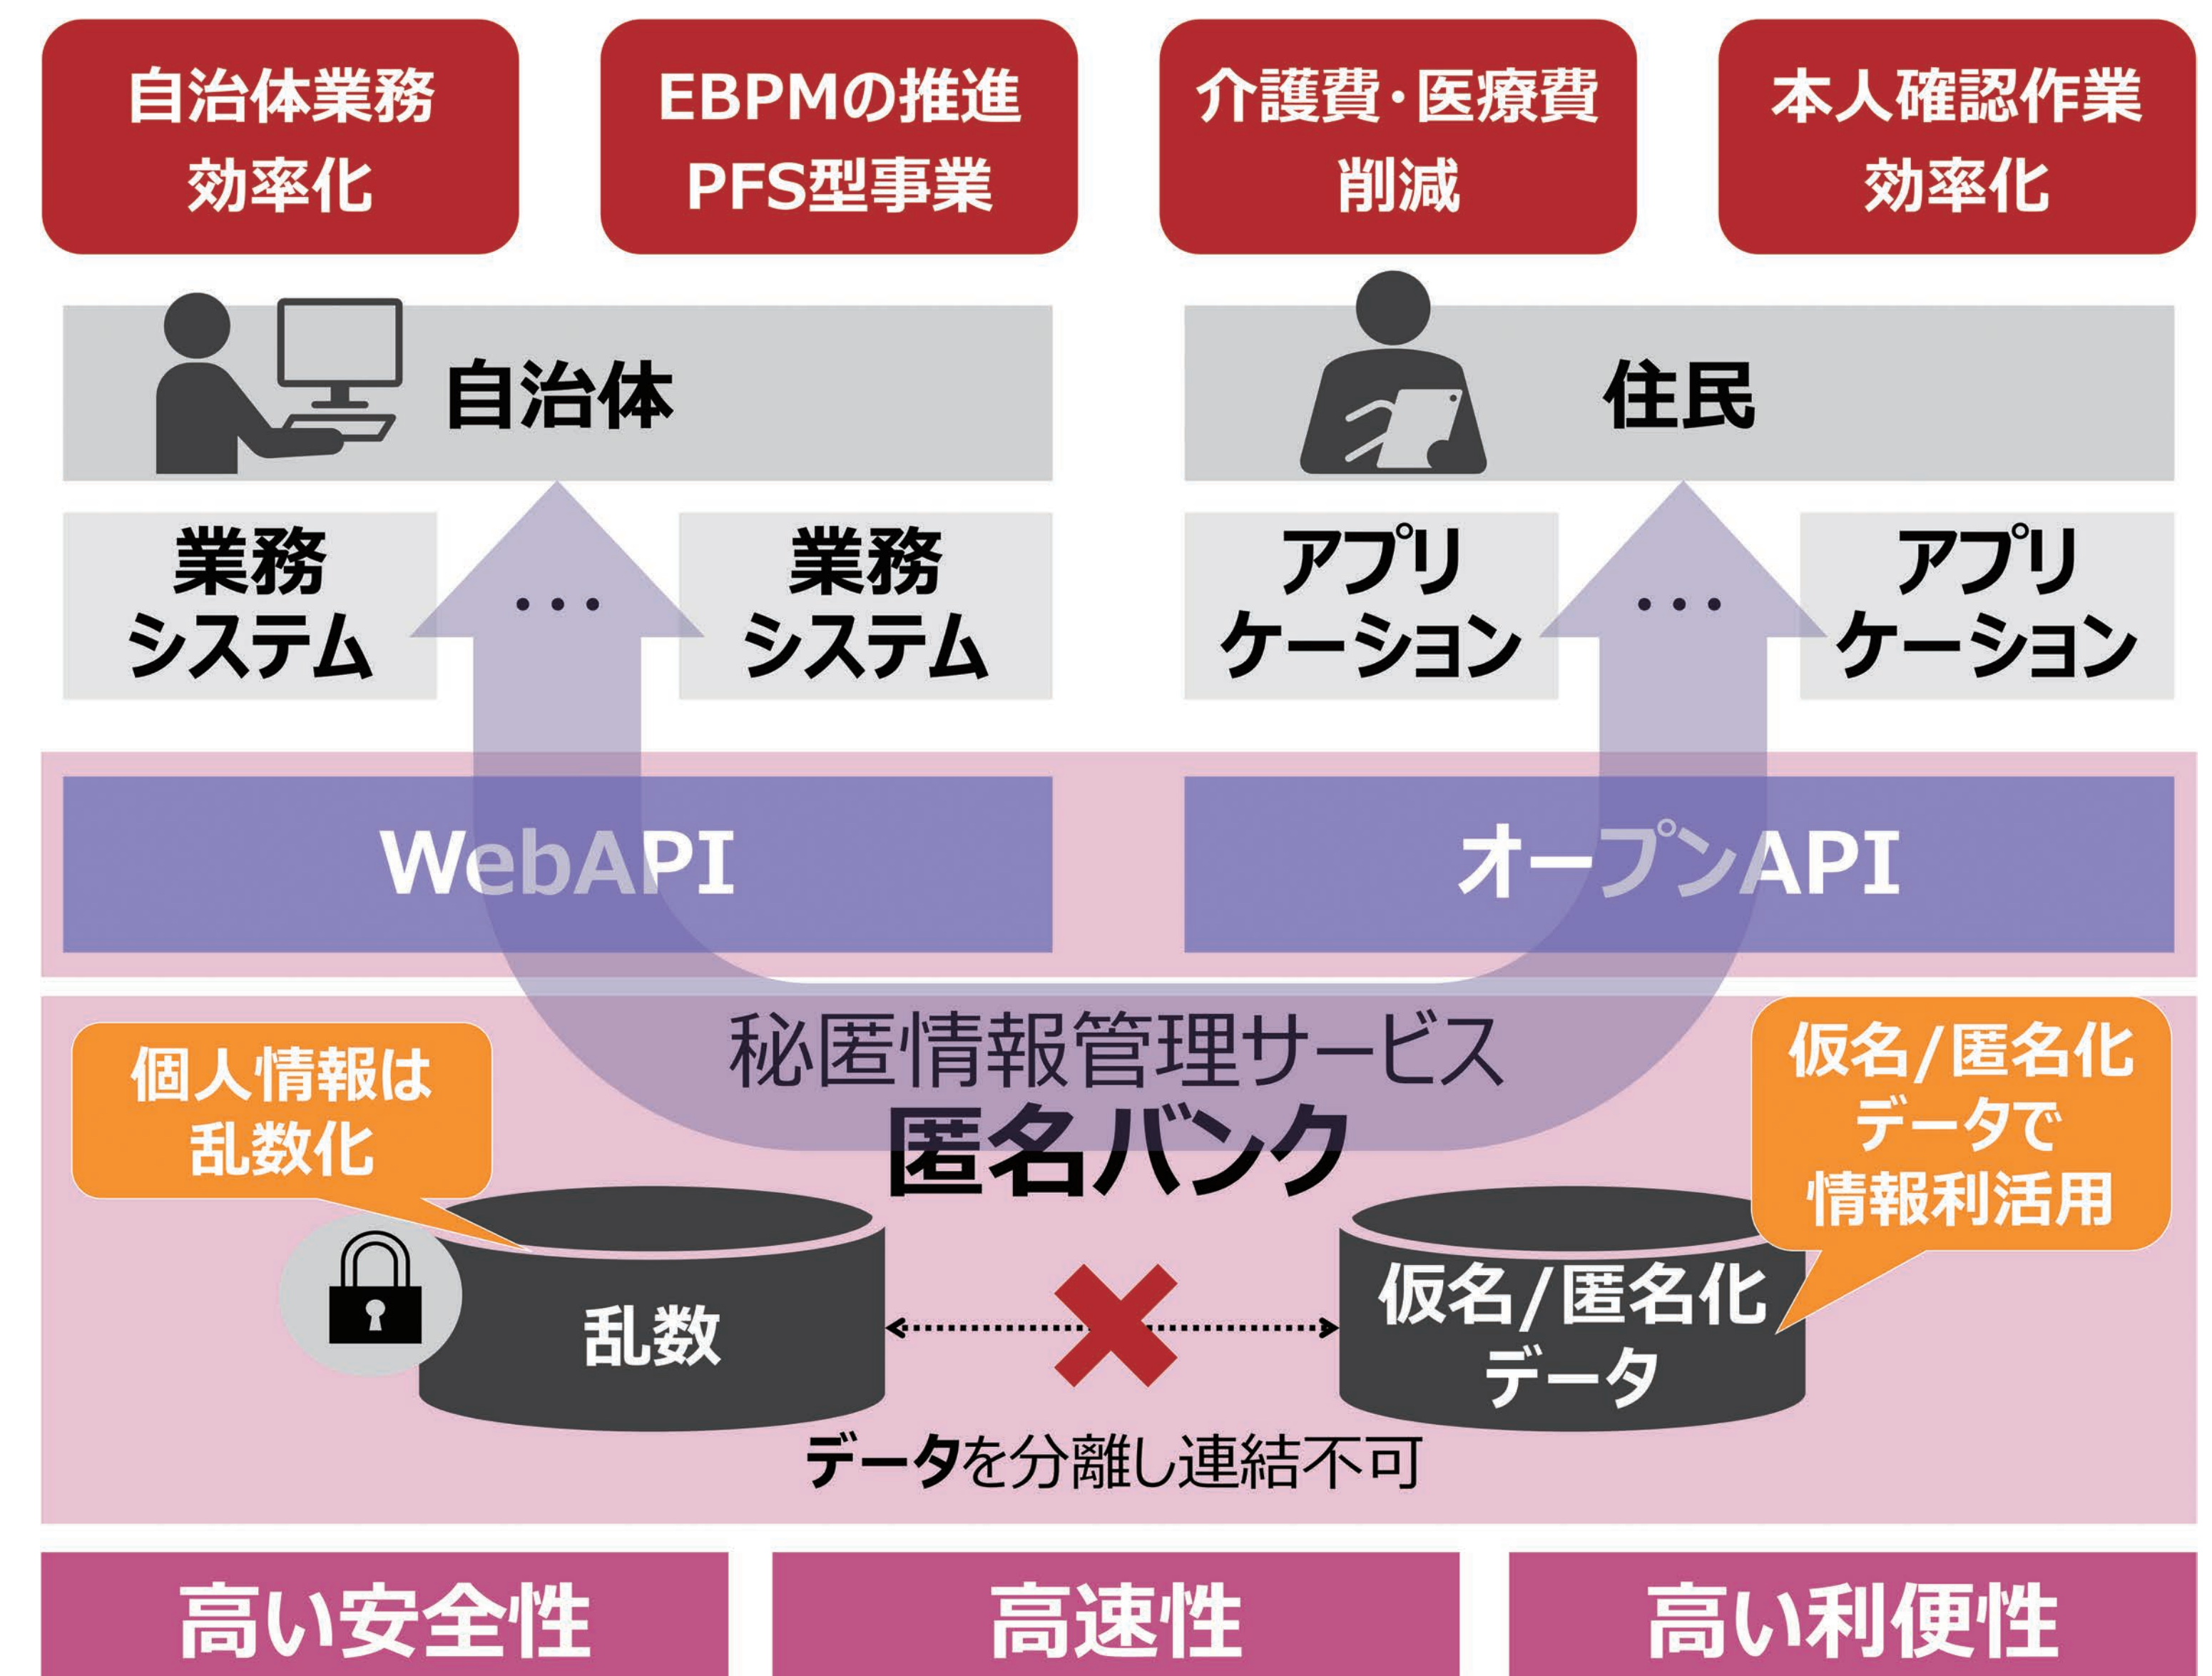 自治体業務
効率化
EBPMの推進
PFS型事業
介護費・医療費
削減
本人確認作業
効率化
自治体
住民
業務
システム
・・・
業務
システム
アプリ
ケーション
・・・
アプリ
ケーション
WebAPI
オープンAPI
秘匿情報管理サービス
匿名バンク
個人情報は
乱数化
仮名/匿名化
データで
情報利活用
乱数
仮名/匿名化
データ
データを分離し連結不可
高い安全性
高速性
高い利便性